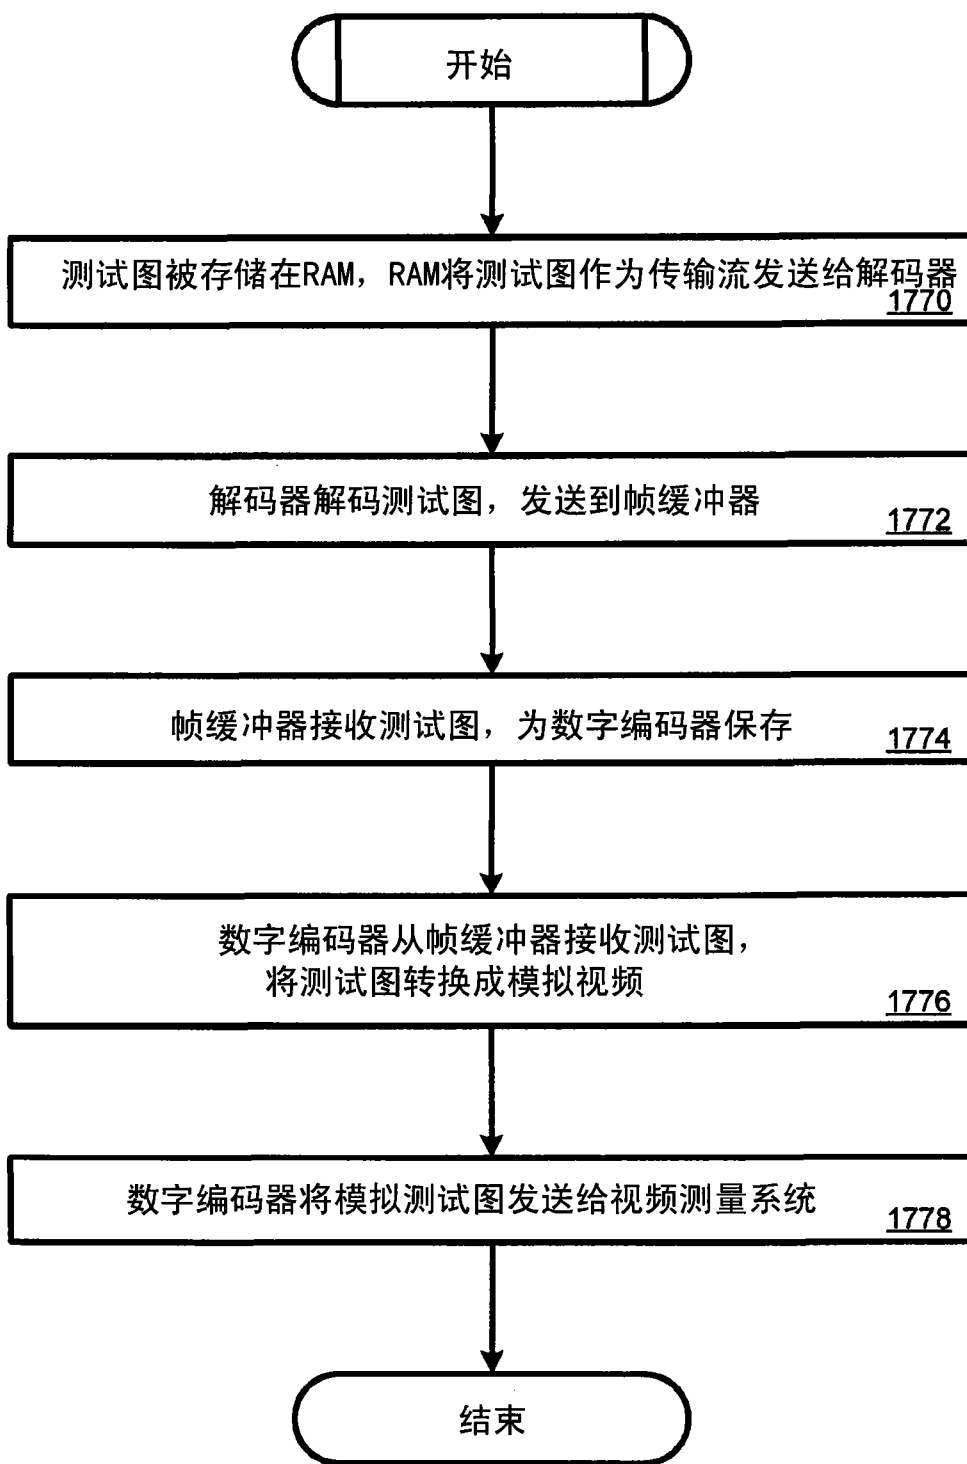 开始
测试图被存储在RAM，RAM将测试图作为传输流发送给解码器
1770
解码器解码测试图，发送到帧缓冲器
1772
帧缓冲器接收测试图，为数字编码器保存
1774
数字编码器从帧缓冲器接收测试图，
将测试图转换成模拟视频
1776
数字编码器将模拟测试图发送给视频测量系统
1778
结束